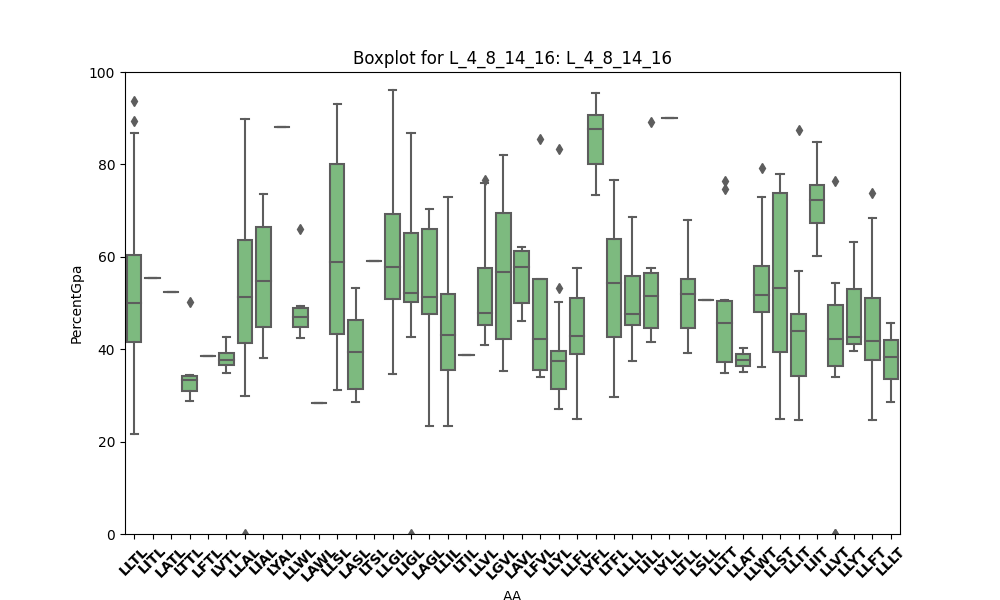 Boxplot for L_4_8_14_16: L_4_8_14_16
100
80
60
40
20
0
PercentGpa
LLTL LITL LATL LTTL LFTL LVTL LLAL LIAL LYAL LLWL LAWL LLSL LASL LTSL LLGL LIGL LAGL LLIL LTIL LLVL LGVL LAVL LFVL LLYL LLFL LYFL LTFL LLLL LILL LYLL LTLL LSLL LLTT LLAT LLWT LLST LLIT LIIT LLVT LLYT LLFT LLLT
AA